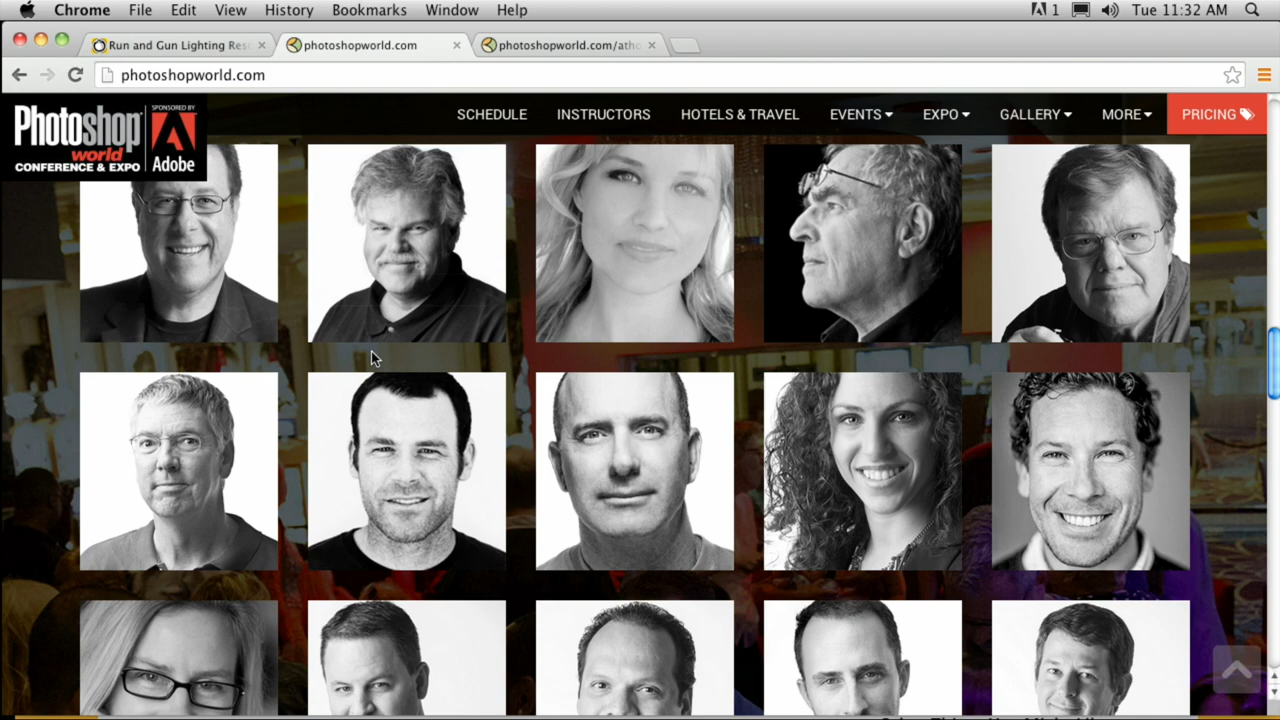 Chrome File Edit View History Bookmarks Window Help 1 Tue 11:32 AM
Run and Gun Lighting Res photoshopworld.com photoshopworld.com/atho
photoshopworld.com
Photoshop world CONFERENCE & EXPO
SPONSORED BY Adobe
SCHEDULE INSTRUCTORS HOTELS & TRAVEL EVENTS EXPO GALLERY MORE PRICING